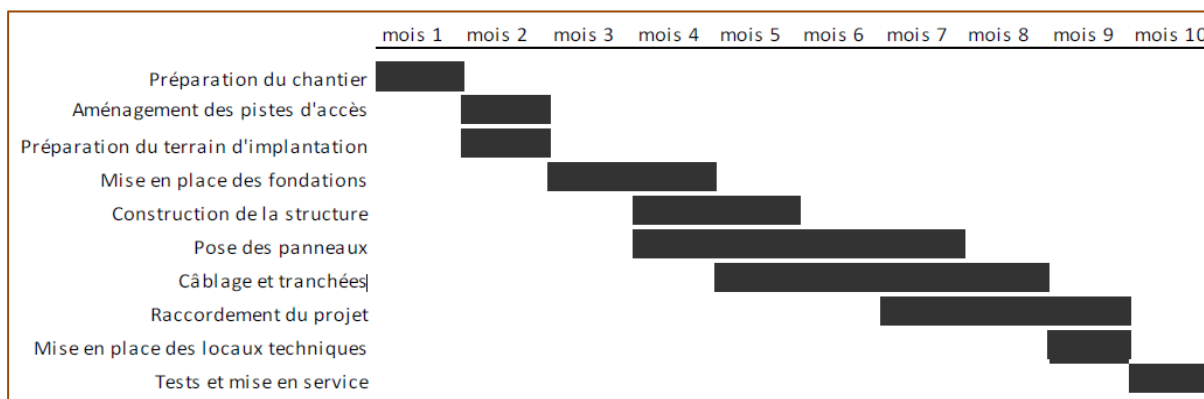 mois 1 mois 2 mois 3 mois 4 mois 5 mois 6 mois 7 mois 8 mois 9 mois 10
Préparation du chantier
Aménagement des pistes d'accès
Préparation du terrain d'implantation
Mise en place des fondations
Construction de la structure
Pose des panneaux
Câblage et tranchées
Raccordement du projet
Mise en place des locaux techniques
Tests et mise en service